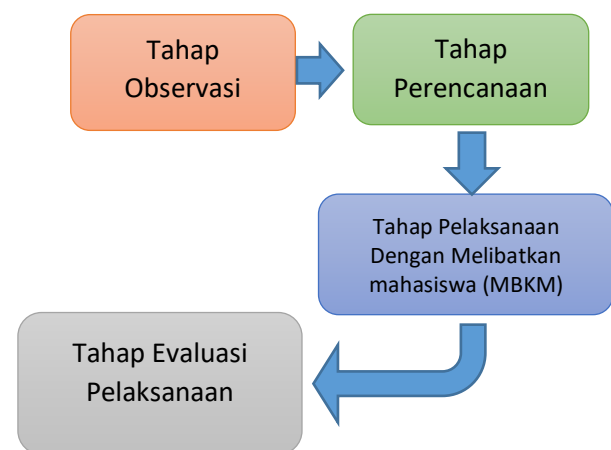 Tahap
Observasi
Tahap
Perencanaan
Tahap Pelaksanaan
Dengan Melibatkan
mahasiswa (MBKM)
Tahap Evaluasi
Pelaksanaan